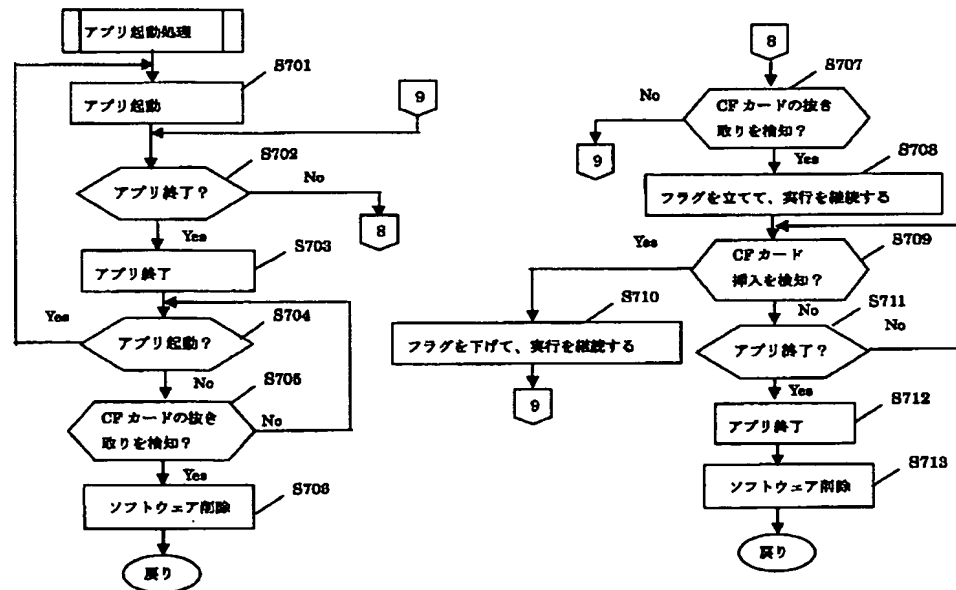 アプリ起動処理
S701
アプリ起動
9
S702
アプリ終了？
No
8
Yes
S703
アプリ終了
Yes
S704
アプリ起動？
No
S705
CFカードの抜き
取りを検知？
No
Yes
S706
ソフトウェア削除
戻り
8
S707
No
CFカードの抜き
取りを検知？
9
Yes
S708
フラグを立てて、実行を継続する
Yes
S709
CFカード
挿入を検知？
S710
No
S711
フラグを下げて、実行を継続する
アプリ終了？
No
9
Yes
S712
アプリ終了
S713
ソフトウェア削除
戻り